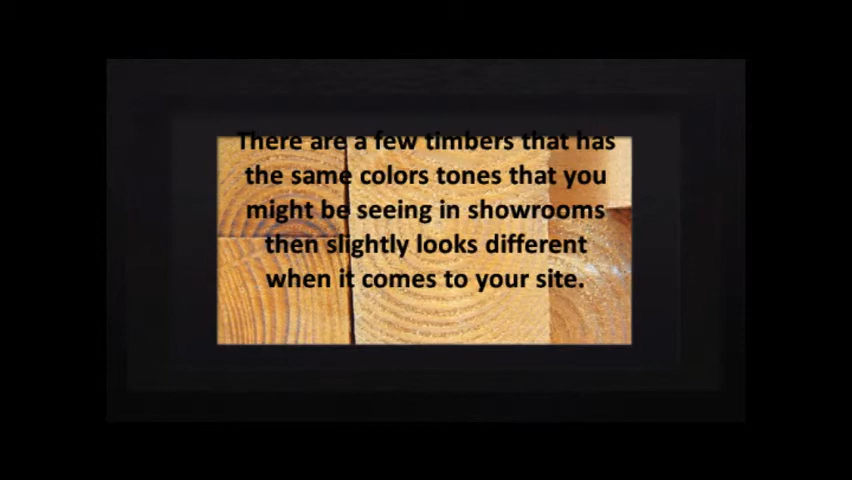 There are a few timbers that has
the same colors tones that you
might be seeing in showrooms
then slightly looks different
when it comes to your site.